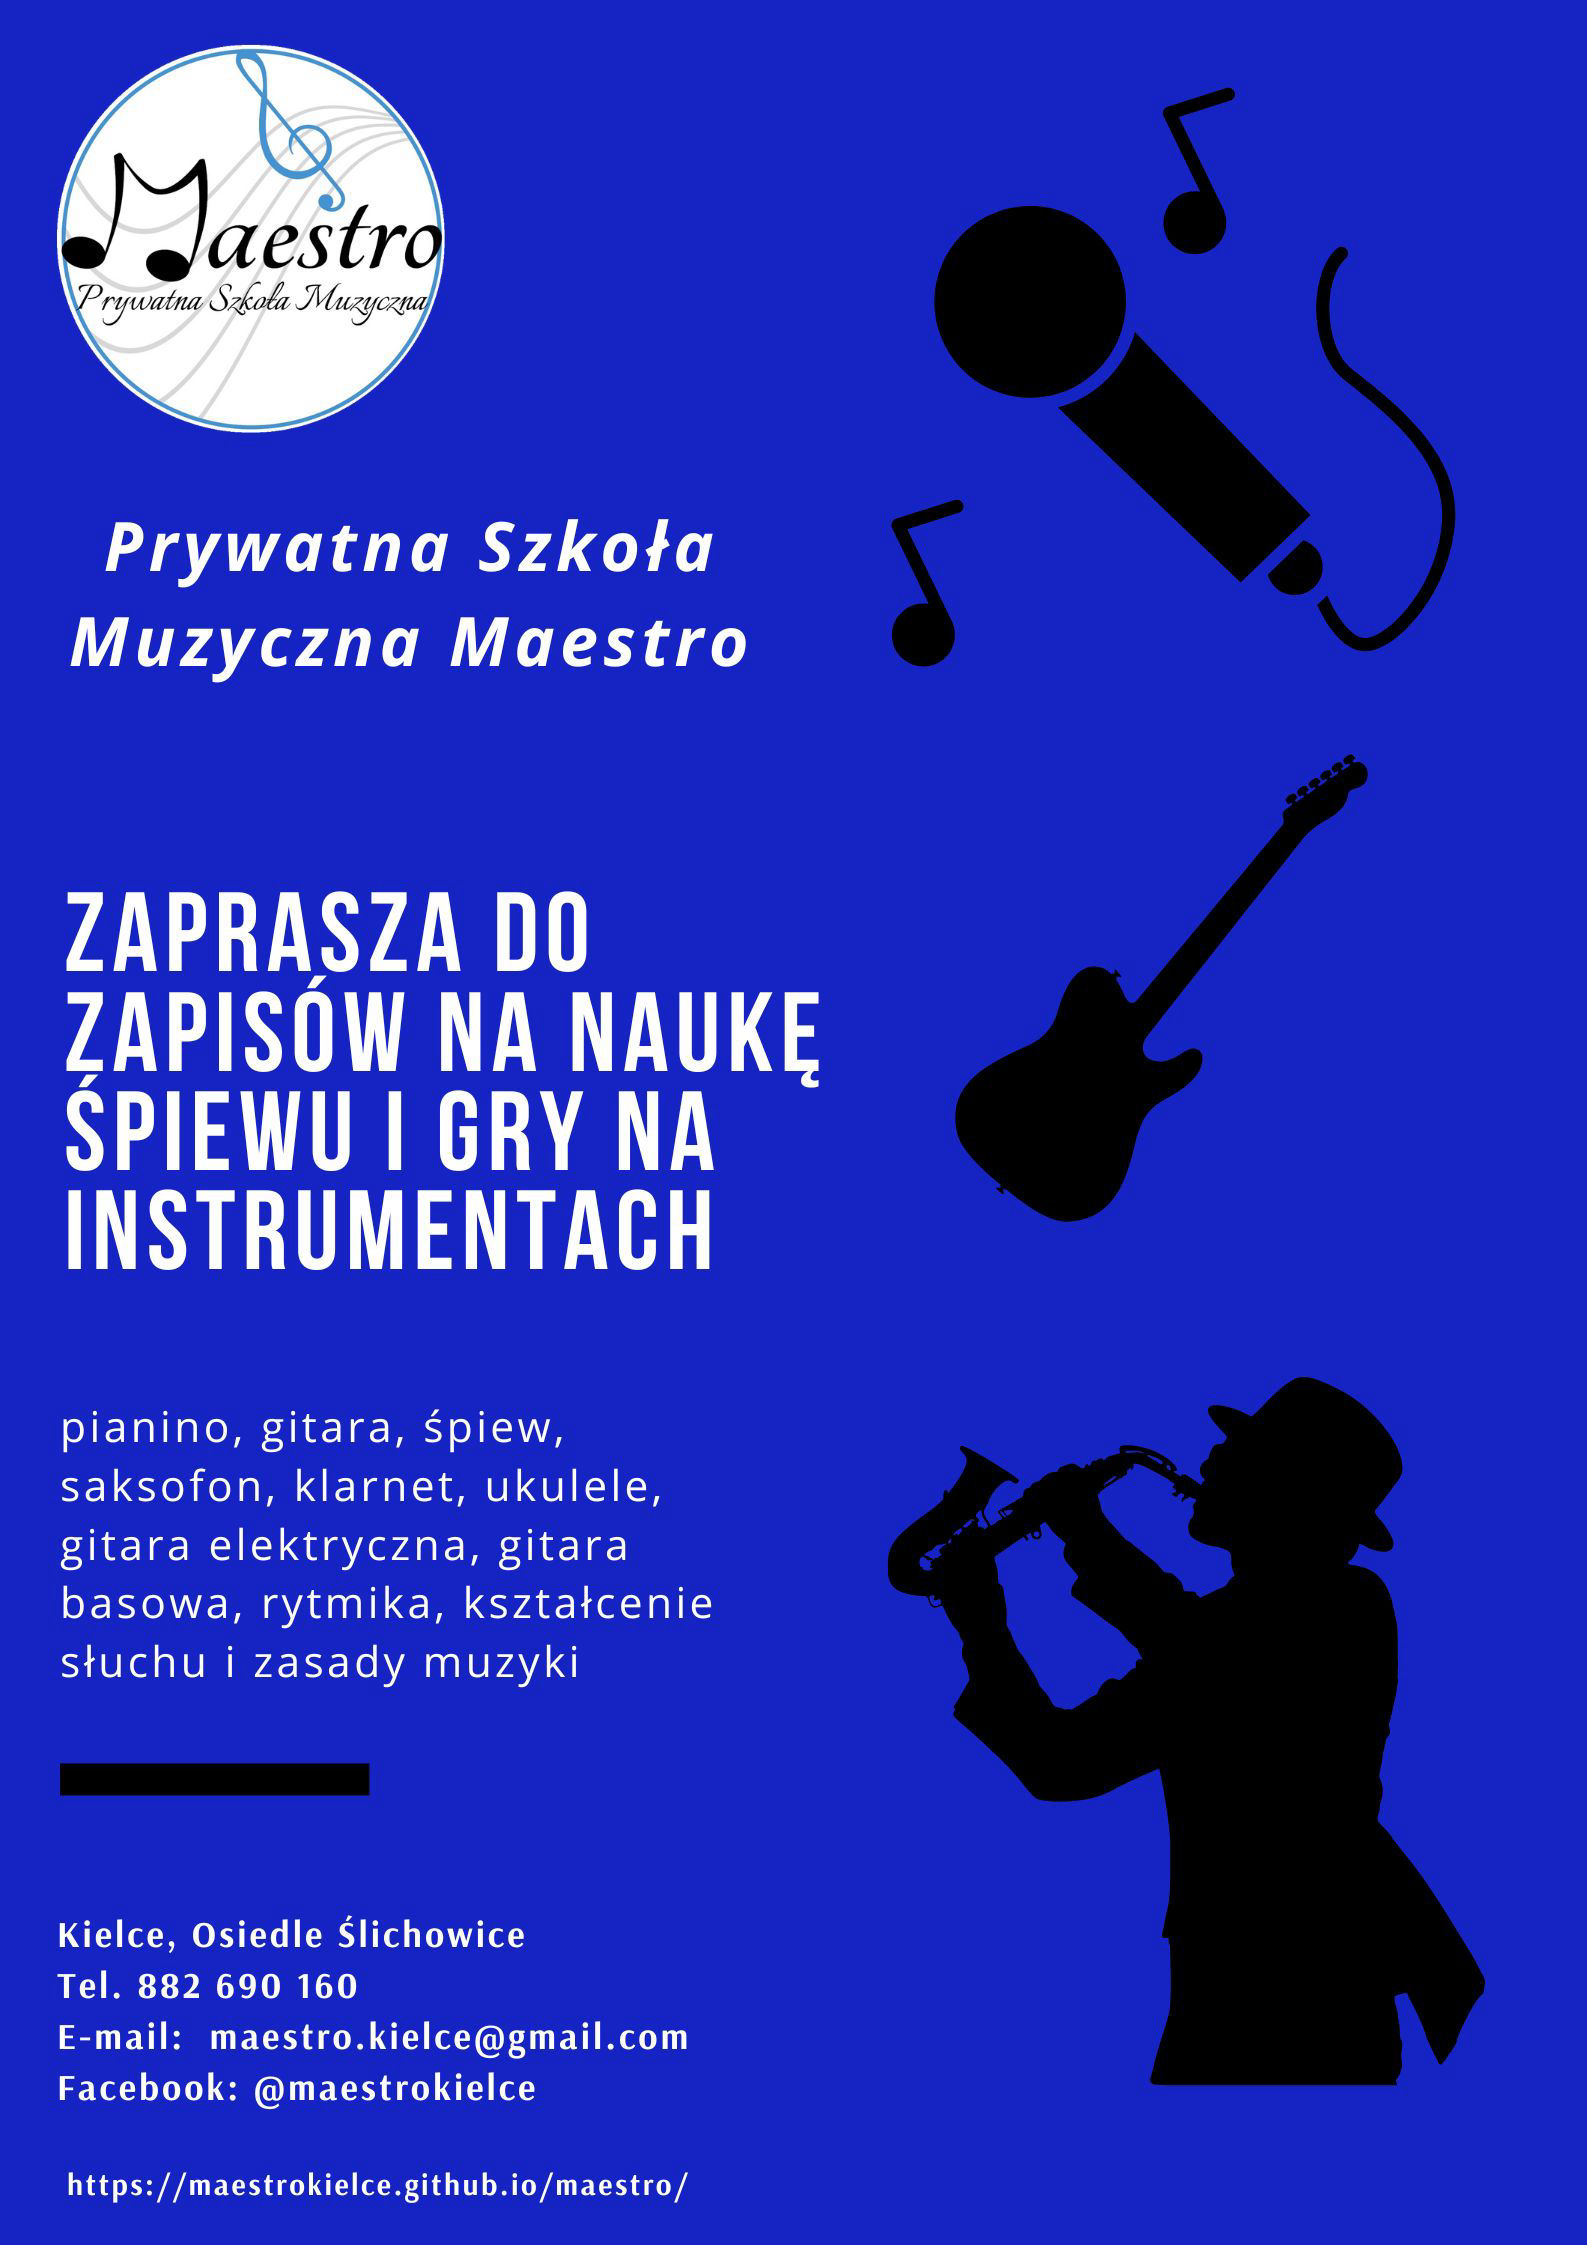 Maestro
Prywatna Szkoła Muzyczna
Prywatna Szkoła
Muzyczna Maestro
ZAPRASZA DO
ZAPISÓW NA NAUKĘ
ŚPIEWU I GRY NA
INSTRUMENTACH
pianino, gitara, śpiew,
saksofon, klarnet, ukulele,
gitara elektryczna, gitara
basowa, rytmika, kształcenie
słuchu i zasady muzyki
Kielce, Osiedle Ślichowice
Tel. 882 690 160
E-mail:  maestro.kielce@gmail.com
Facebook: @maestrokielce
https://maestrokielce.github.io/maestro/